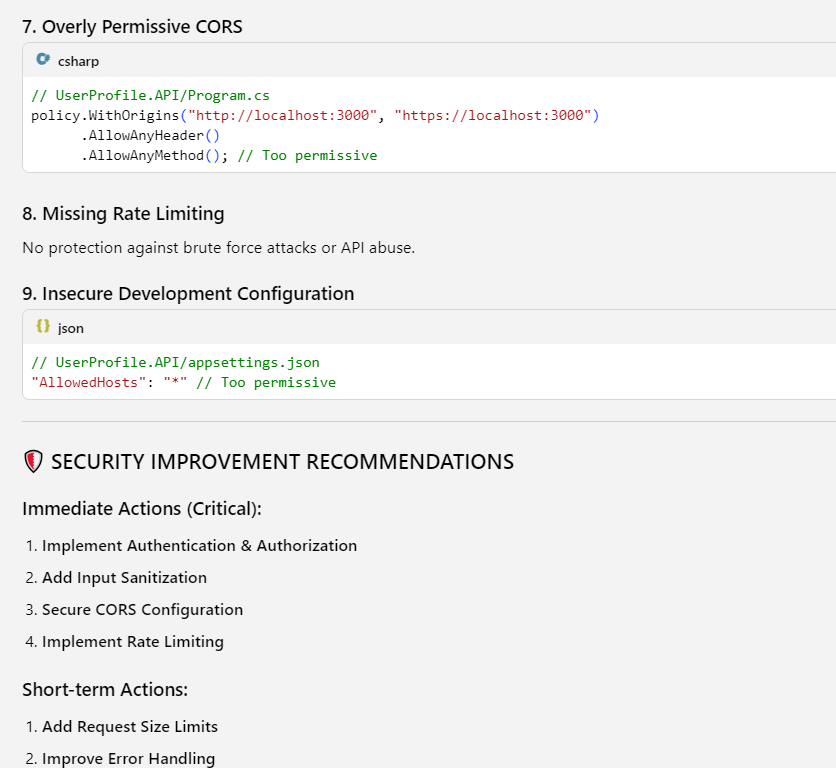 7. Overly Permissive CORS
csharp
// UserProfile.API/Program.cs
policy.WithOrigins("http://localhost:3000", "https://localhost:3000")
      .AllowAnyHeader()
      .AllowAnyMethod(); // Too permissive
8. Missing Rate Limiting
No protection against brute force attacks or API abuse.
9. Insecure Development Configuration
json
// UserProfile.API/appsettings.json
"AllowedHosts": "*" // Too permissive
SECURITY IMPROVEMENT RECOMMENDATIONS
Immediate Actions (Critical):
1. Implement Authentication & Authorization
2. Add Input Sanitization
3. Secure CORS Configuration
4. Implement Rate Limiting
Short-term Actions:
1. Add Request Size Limits
2. Improve Error Handling